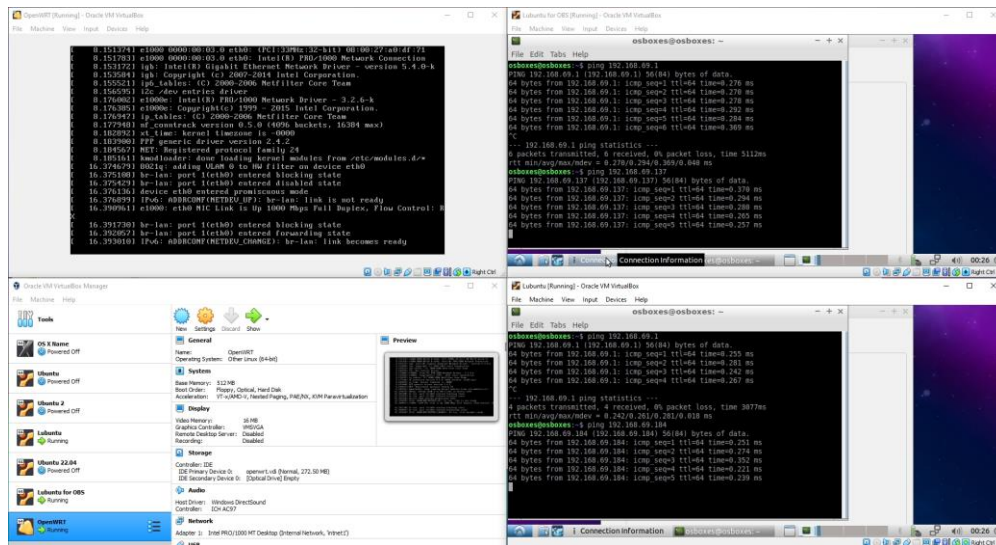 OpenWRT [Running] - Oracle VM VirtualBox
File Machine View Input Devices Help
[ 8.151374] e1000 0000:00:03.0 eth0: (PCI:33MHz:32-bit) 08:00:27:a0:df:71
[ 8.151783] e1000 0000:00:03.0 eth0: Intel(R) PRO/1000 Network Connection
[ 8.153172] igb: Intel(R) Gigabit Ethernet Network Driver - version 5.4.0-k
[ 8.153584] igb: Copyright (c) 2007-2014 Intel Corporation.
[ 8.155521] ip6_tables: (C) 2000-2006 Netfilter Core Team
[ 8.156595] i2c /dev entries driver
[ 8.176002] e1000e: Intel(R) PRO/1000 Network Driver - 3.2.6-k
[ 8.176385] e1000e: Copyright(c) 1999 - 2015 Intel Corporation.
[ 8.176947] ip_tables: (C) 2000-2006 Netfilter Core Team
[ 8.177948] nf_conntrack version 0.5.0 (4096 buckets, 16384 max)
[ 8.182892] xt_time: kernel timezone is -0000
[ 8.183900] PPP generic driver version 2.4.2
[ 8.184567] NET: Registered protocol family 24
[ 8.185161] kmodloader: done loading kernel modules from /etc/modules.d/*
[ 16.374679] 8021q: adding VLAN 0 to HW filter on device eth0
[ 16.375108] br-lan: port 1(eth0) entered blocking state
[ 16.375429] br-lan: port 1(eth0) entered disabled state
[ 16.376136] device eth0 entered promiscuous mode
[ 16.376899] IPv6: ADDRCONF(NETDEV_UP): br-lan: link is not ready
[ 16.390961] e1000: eth0 NIC Link is Up 1000 Mbps Full Duplex, Flow Control: R
X
[ 16.391730] br-lan: port 1(eth0) entered blocking state
[ 16.392057] br-lan: port 1(eth0) entered forwarding state
[ 16.393010] IPv6: ADDRCONF(NETDEV_CHANGE): br-lan: link becomes ready
Right Ctrl
Lubuntu for OBS [Running] - Oracle VM VirtualBox
File Machine View Input Devices Help
osboxes@osboxes: ~
File Edit Tabs Help
osboxes@osboxes:~$ ping 192.168.69.1
PING 192.168.69.1 (192.168.69.1) 56(84) bytes of data.
64 bytes from 192.168.69.1: icmp_seq=1 ttl=64 time=0.276 ms
64 bytes from 192.168.69.1: icmp_seq=2 ttl=64 time=0.270 ms
64 bytes from 192.168.69.1: icmp_seq=3 ttl=64 time=0.278 ms
64 bytes from 192.168.69.1: icmp_seq=4 ttl=64 time=0.292 ms
64 bytes from 192.168.69.1: icmp_seq=5 ttl=64 time=0.284 ms
64 bytes from 192.168.69.1: icmp_seq=6 ttl=64 time=0.369 ms
^C
--- 192.168.69.1 ping statistics ---
6 packets transmitted, 6 received, 0% packet loss, time 5112ms
rtt min/avg/max/mdev = 0.270/0.294/0.369/0.040 ms
osboxes@osboxes:~$ ping 192.168.69.137
PING 192.168.69.137 (192.168.69.137) 56(84) bytes of data.
64 bytes from 192.168.69.137: icmp_seq=1 ttl=64 time=0.370 ms
64 bytes from 192.168.69.137: icmp_seq=2 ttl=64 time=0.294 ms
64 bytes from 192.168.69.137: icmp_seq=3 ttl=64 time=0.280 ms
64 bytes from 192.168.69.137: icmp_seq=4 ttl=64 time=0.265 ms
64 bytes from 192.168.69.137: icmp_seq=5 ttl=64 time=0.257 ms
Connection Information
00:26
Right Ctrl
Oracle VM VirtualBox Manager
File Machine Help
Tools
OS X Name
Powered Off
Ubuntu
Powered Off
Ubuntu 2
Powered Off
Lubuntu
Running
Ubuntu 22.04
Powered Off
Lubuntu for OBS
Running
OpenWRT
Running
New Settings Discard Show
General
Name: OpenWRT
Operating System: Other Linux (64-bit)
System
Base Memory: 512 MB
Boot Order: Floppy, Optical, Hard Disk
Acceleration: VT-x/AMD-V, Nested Paging, PAE/NX, KVM Paravirtualization
Display
Video Memory: 16 MB
Graphics Controller: VMSVGA
Remote Desktop Server: Disabled
Recording: Disabled
Storage
Controller: IDE
IDE Primary Device 0: openwrt.vdi (Normal, 272.50 MB)
IDE Secondary Device 0: [Optical Drive] Empty
Audio
Host Driver: Windows DirectSound
Controller: ICH AC97
Network
Adapter 1: Intel PRO/1000 MT Desktop (Internal Network, 'intnet')
USB
Preview
Lubuntu [Running] - Oracle VM VirtualBox
File Machine View Input Devices Help
osboxes@osboxes: ~
File Edit Tabs Help
osboxes@osboxes:~$ ping 192.168.69.1
PING 192.168.69.1 (192.168.69.1) 56(84) bytes of data.
64 bytes from 192.168.69.1: icmp_seq=1 ttl=64 time=0.255 ms
64 bytes from 192.168.69.1: icmp_seq=2 ttl=64 time=0.281 ms
64 bytes from 192.168.69.1: icmp_seq=3 ttl=64 time=0.242 ms
64 bytes from 192.168.69.1: icmp_seq=4 ttl=64 time=0.267 ms
^C
--- 192.168.69.1 ping statistics ---
4 packets transmitted, 4 received, 0% packet loss, time 3077ms
rtt min/avg/max/mdev = 0.242/0.261/0.281/0.018 ms
osboxes@osboxes:~$ ping 192.168.69.184
PING 192.168.69.184 (192.168.69.184) 56(84) bytes of data.
64 bytes from 192.168.69.184: icmp_seq=1 ttl=64 time=0.251 ms
64 bytes from 192.168.69.184: icmp_seq=2 ttl=64 time=0.274 ms
64 bytes from 192.168.69.184: icmp_seq=3 ttl=64 time=0.352 ms
64 bytes from 192.168.69.184: icmp_seq=4 ttl=64 time=0.221 ms
64 bytes from 192.168.69.184: icmp_seq=5 ttl=64 time=0.239 ms
Connection Information
osboxes@osboxes: ~
00:26
Right Ctrl